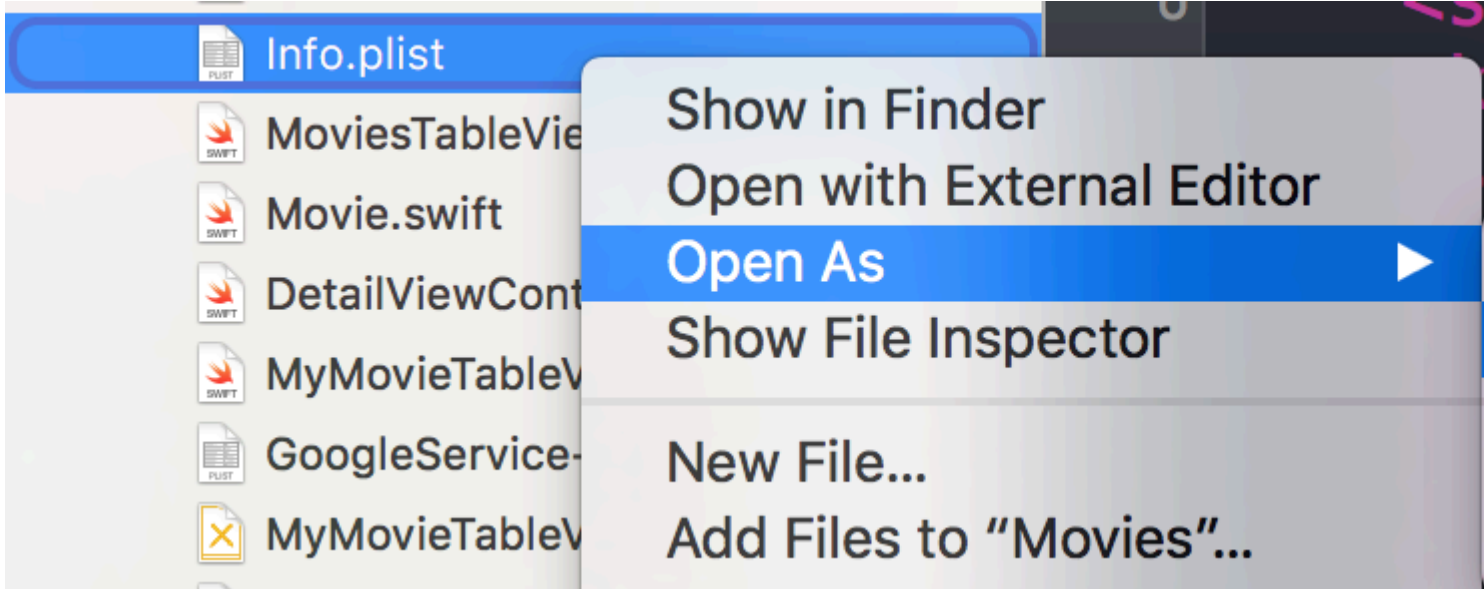 Info.plist
MoviesTableVie
Movie.swift
DetailViewCont
MyMovieTableV
GoogleService-
MyMovieTableV
Show in Finder
Open with External Editor
Open As
Show File Inspector
New File...
Add Files to “Movies”...
PLIST
SWIFT
SWIFT
SWIFT
SWIFT
PLIST